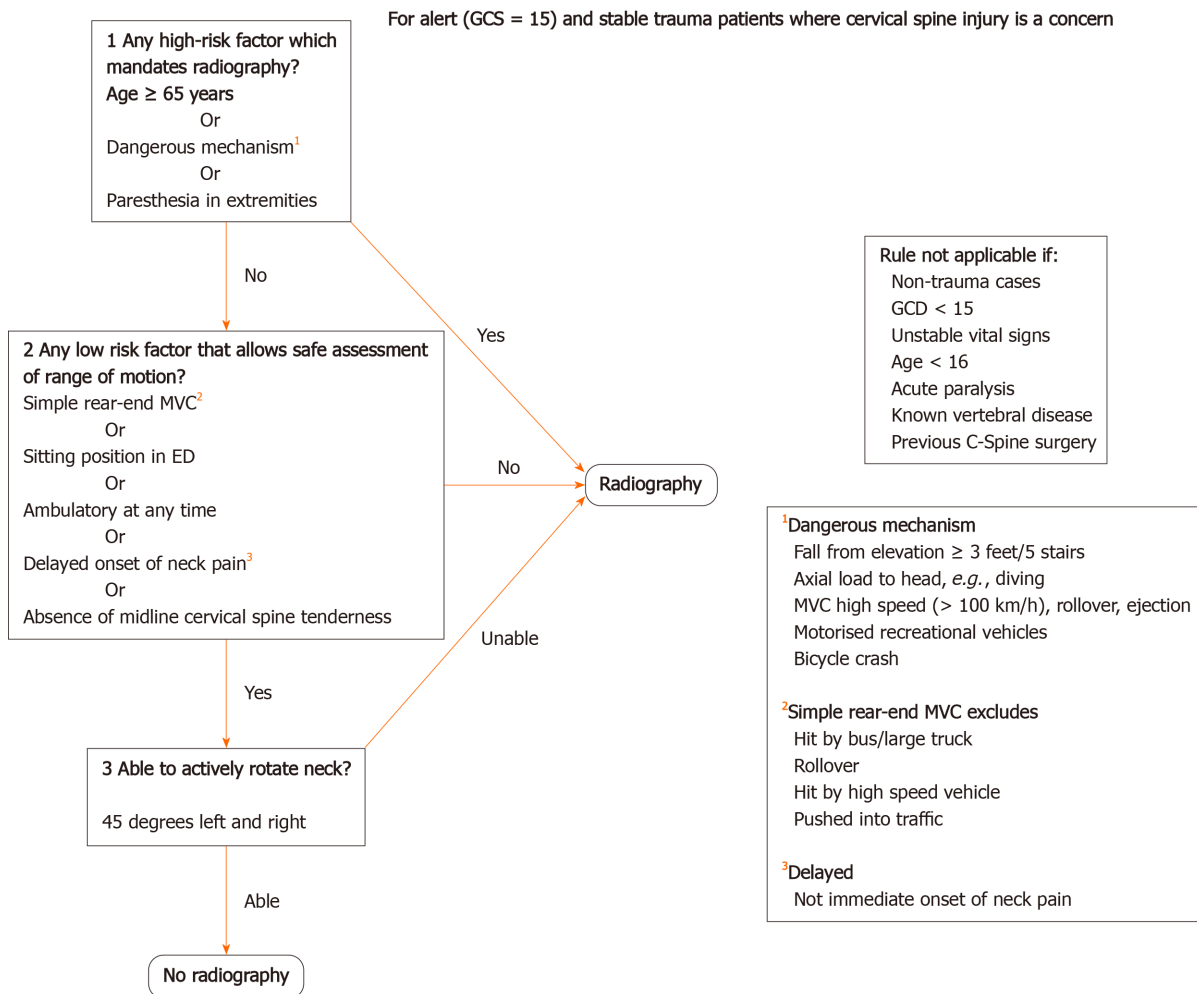 For alert (GCS = 15) and stable trauma patients where cervical spine injury is a concern
1 Any high-risk factor which
mandates radiography?
Age ≥ 65 years
Or
Dangerous mechanism1
Or
Paresthesia in extremities
No
Yes
2 Any low risk factor that allows safe assessment
of range of motion?
Simple rear-end MVC2
Or
Sitting position in ED
Or
Ambulatory at any time
Or
Delayed onset of neck pain3
Or
Absence of midline cervical spine tenderness
No
Radiography
Unable
Yes
3 Able to actively rotate neck?
45 degrees left and right
Able
No radiography
Rule not applicable if:
Non-trauma cases
GCD < 15
Unstable vital signs
Age < 16
Acute paralysis
Known vertebral disease
Previous C-Spine surgery
1Dangerous mechanism
Fall from elevation ≥ 3 feet/5 stairs
Axial load to head, e.g., diving
MVC high speed (> 100 km/h), rollover, ejection
Motorised recreational vehicles
Bicycle crash
2Simple rear-end MVC excludes
Hit by bus/large truck
Rollover
Hit by high speed vehicle
Pushed into traffic
3Delayed
Not immediate onset of neck pain